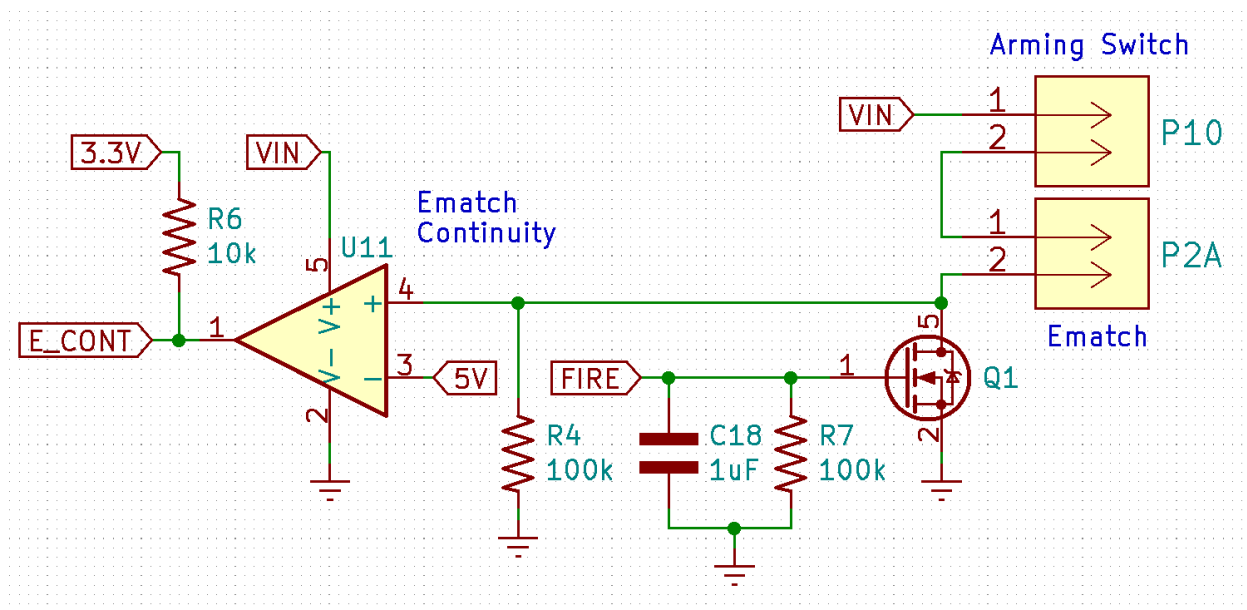 Arming Switch
VIN
1
2
P10
3.3V
VIN
R6
10k
Ematch
Continuity
1
2
P2A
Ematch
U11
5
4
V+
+
E_CONT
1
V-
-
3
5V
2
FIRE
1
5
Q1
2
R4
100k
C18
1uF
R7
100k